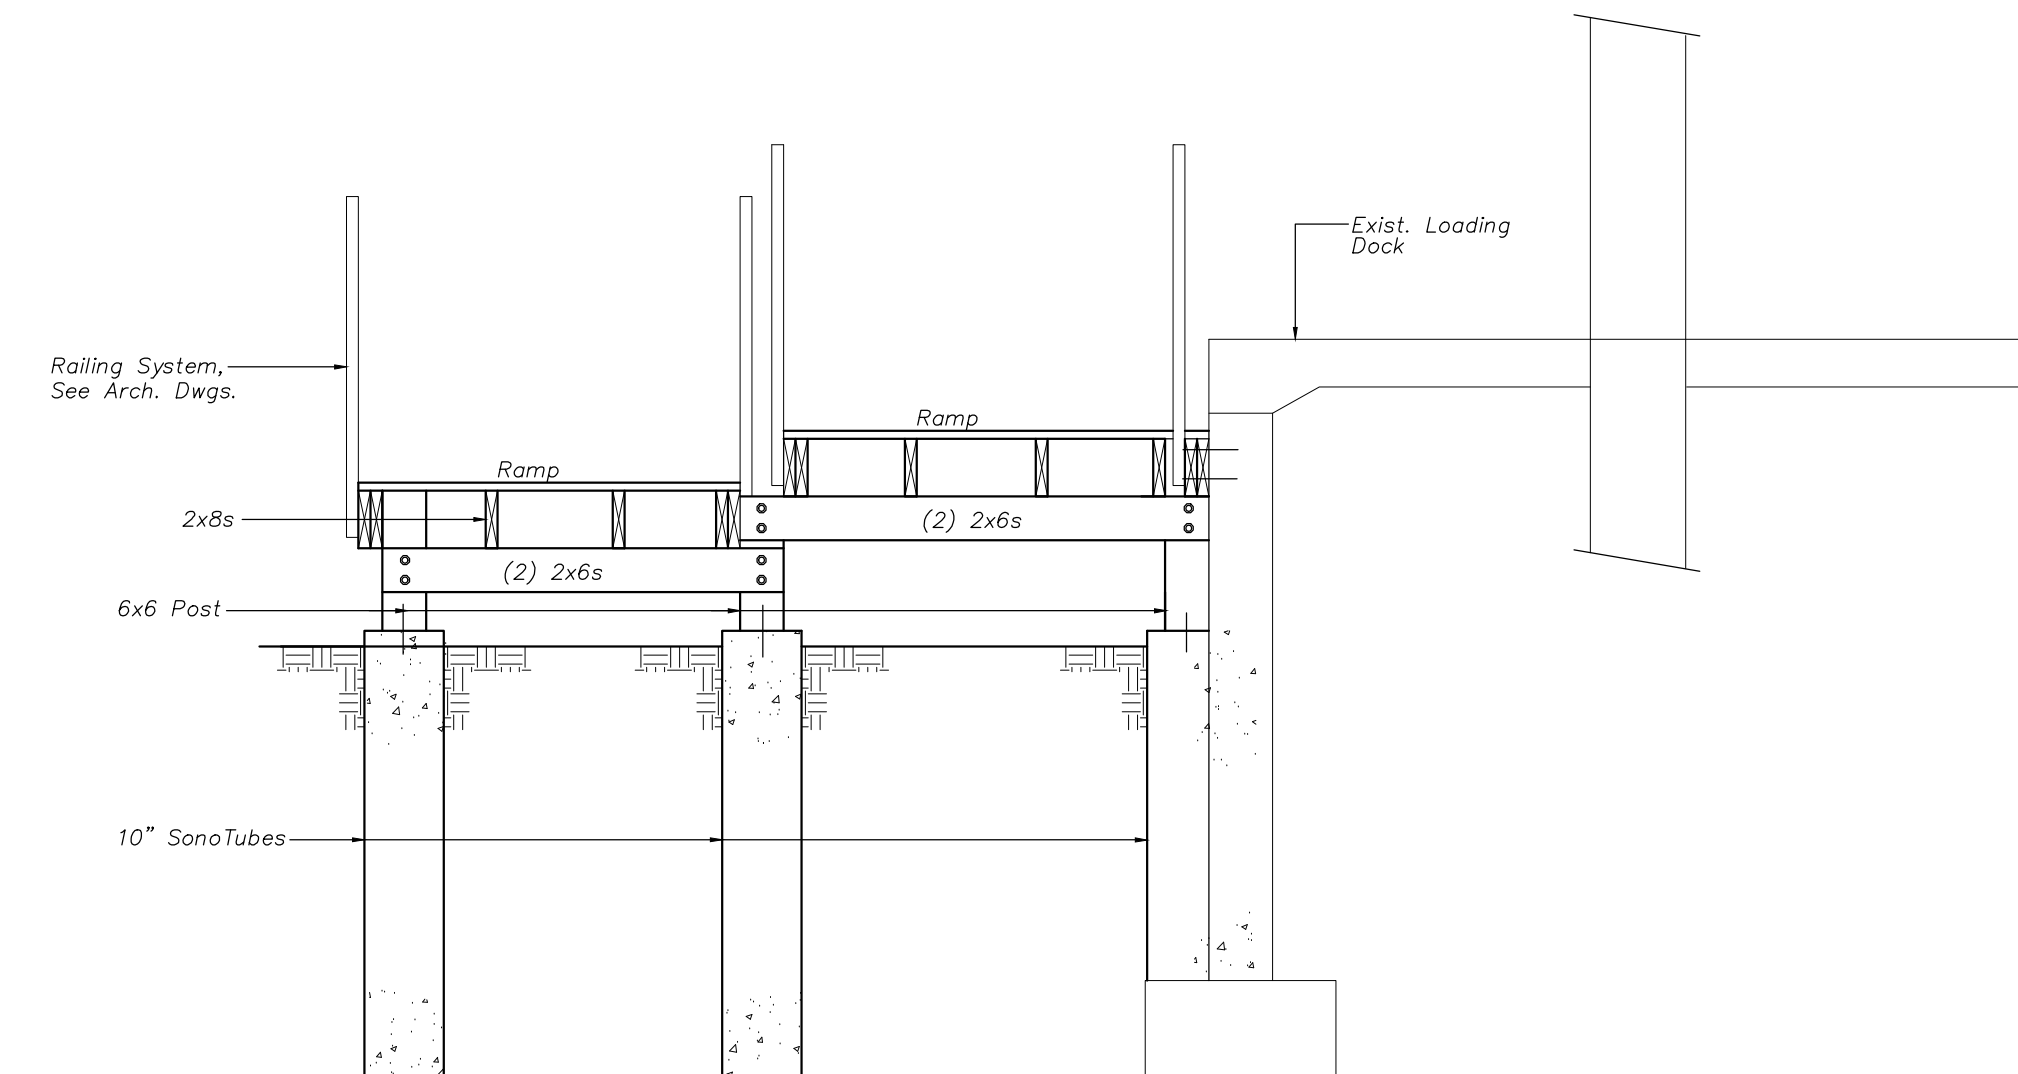 Exist. Loading
Dock
Railing System,
See Arch. Dwgs.
Ramp
Ramp
2x8s
(2) 2x6s
(2) 2x6s
6x6 Post
10" SonoTubes